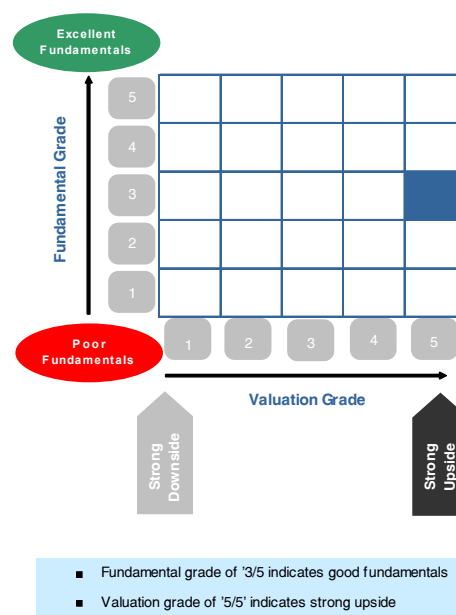 Excellent
Fundamentals
Fundamental Grade
5
4
3
2
1
Poor
Fundamentals
1
2
3
4
5
Valuation Grade
Strong
Downside
Strong
Upside
▪ Fundamental grade of '3/5 indicates good fundamentals
▪ Valuation grade of '5/5' indicates strong upside